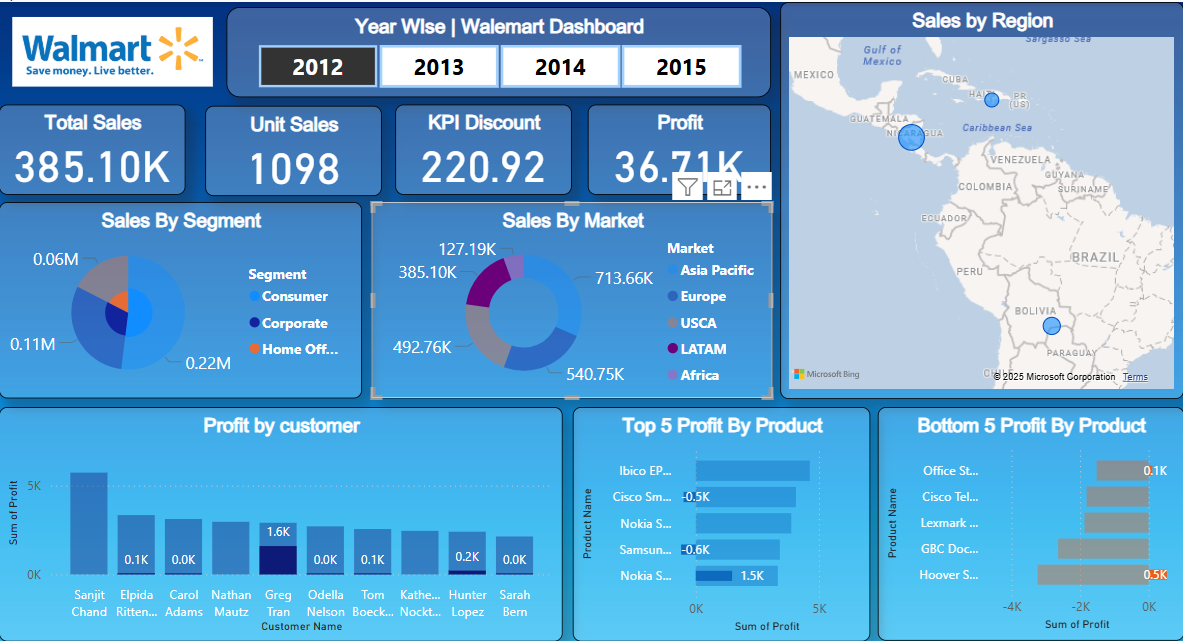 Walmart
Save money. Live better.
Year WIse | Walemart Dashboard
2012
2013
2014
2015
Total Sales
385.10K
Unit Sales
1098
KPI Discount
220.92
Profit
36.71K
Sales by Region
Sargasso Sea
Gulf of
Mexico
MEXICO
CUBA
HAITI
PR
(US)
GUATEMALA
NICARAGUA
Caribbean Sea
VENEZUELA
GUYANA
SURINAME
COLOMBIA
ECUADOR
BRAZIL
PERU
BOLIVIA
PARAGUAY
Microsoft Bing
© 2025 Microsoft Corporation
Terms
Sales By Segment
0.06M
0.11M
0.22M
Segment
Consumer
Corporate
Home Off...
Sales By Market
127.19K
385.10K
492.76K
713.66K
540.75K
Market
Asia Pacific
Europe
USCA
LATAM
Africa
Profit by customer
Sum of Profit
5K
0K
0.1K
0.0K
1.6K
0.0K
0.1K
0.2K
0.0K
Sanjit
Chand
Elpida
Ritten...
Carol
Adams
Nathan
Mautz
Greg
Tran
Odella
Nelson
Tom
Boeck...
Kathe...
Nockt...
Hunter
Lopez
Sarah
Bern
Customer Name
Top 5 Profit By Product
Product Name
Ibico EP...
Cisco Sm...
-0.5K
Nokia S...
Samsun...
-0.6K
Nokia S...
1.5K
0K
5K
Sum of Profit
Bottom 5 Profit By Product
Product Name
Office St...
0.1K
Cisco Tel...
Lexmark ...
GBC Doc...
Hoover S...
0.5K
-4K
-2K
0K
Sum of Profit